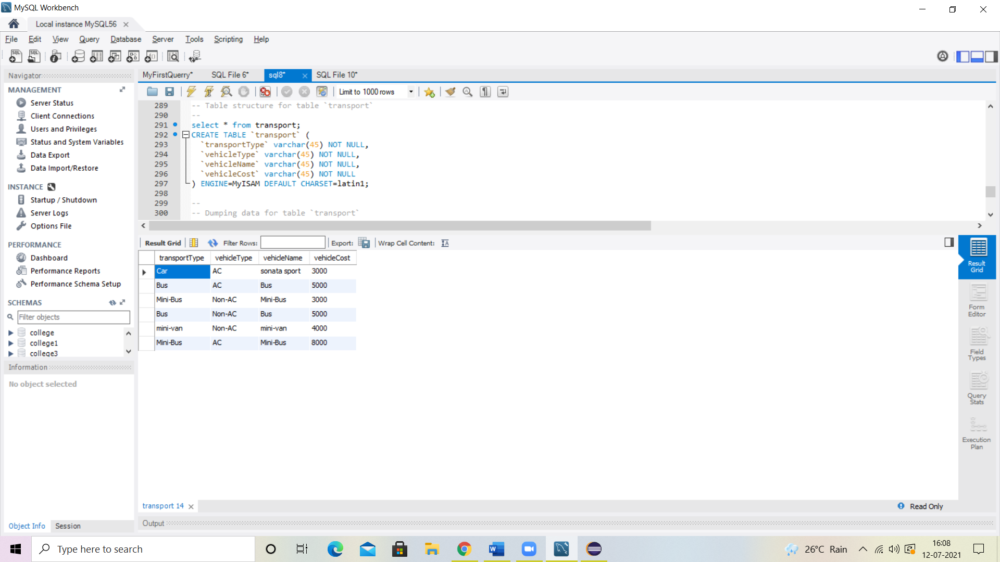 MySQL Workbench
Local instance MySQL56
File Edit View Query Database Server Tools Scripting Help
Navigator
MANAGEMENT
Server Status
Client Connections
Users and Privileges
Status and System Variables
Data Export
Data Import/Restore
INSTANCE
Startup / Shutdown
Server Logs
Options File
PERFORMANCE
Dashboard
Performance Reports
Performance Schema Setup
SCHEMAS
Filter objects
college
college1
college3
Information
No object selected
Object Info Session
MyFirstQuerry* SQL File 6* sql8* SQL File 10*
Limit to 1000 rows
289 -- Table structure for table `transport`
290 --
291 select * from transport;
292 CREATE TABLE `transport` (
293 `transportType` varchar(45) NOT NULL,
294 `vehicleType` varchar(45) NOT NULL,
295 `vehicleName` varchar(45) NOT NULL,
296 `vehicleCost` varchar(45) NOT NULL
297 ) ENGINE=MyISAM DEFAULT CHARSET=latin1;
298
299 --
300 -- Dumping data for table `transport`
Result Grid Filter Rows: Export: Wrap Cell Content:
transportType vehicleType vehicleName vehicleCost
Car AC sonata sport 3000
Bus AC Bus 5000
Mini-Bus Non-AC Mini-Bus 3000
Bus Non-AC Bus 5000
mini-van Non-AC mini-van 4000
Mini-Bus AC Mini-Bus 8000
Result
Grid
Form
Editor
Field
Types
Query
Stats
Execution
Plan
transport 14
Read Only
Output
Type here to search
26°C Rain
16:08
12-07-2021